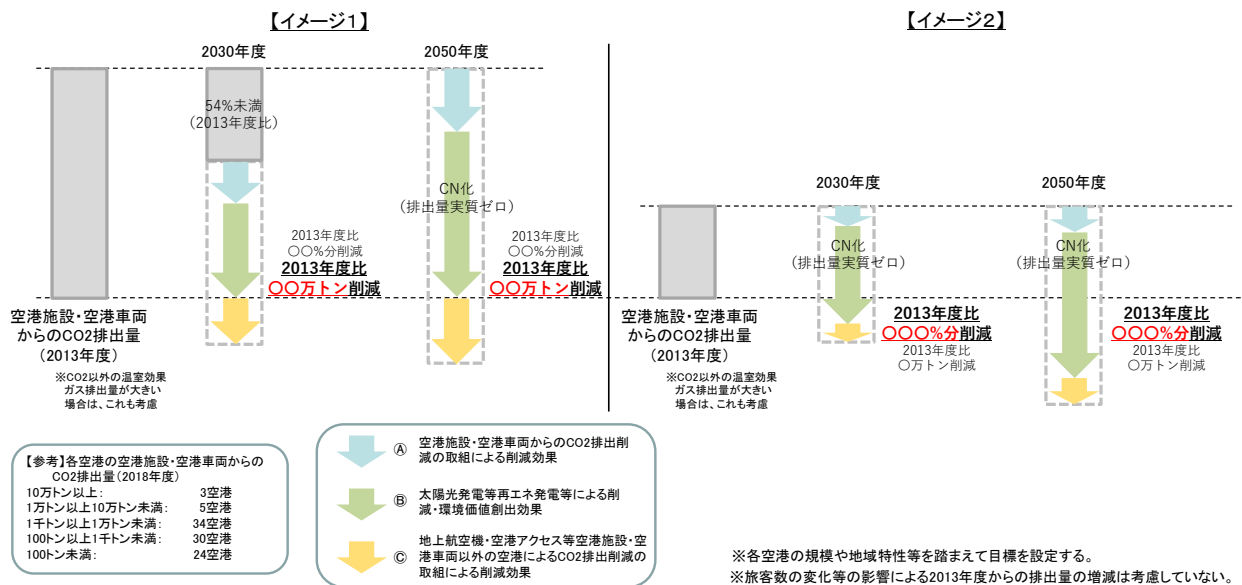 【イメージ1】
2030年度
2050年度
54%未満
(2013年度比)
CN化
(排出量実質ゼロ)
2013年度比
〇〇%分削減
2013年度比
〇〇万トン削減
2013年度比
〇〇%分削減
2013年度比
〇〇万トン削減
空港施設・空港車両
からのCO2排出量
(2013年度)
※CO2以外の温室効果
ガス排出量が大きい
場合は、これも考慮
【イメージ2】
2030年度
2050年度
CN化
(排出量実質ゼロ)
CN化
(排出量実質ゼロ)
空港施設・空港車両
からのCO2排出量
(2013年度)
※CO2以外の温室効果
ガス排出量が大きい
場合は、これも考慮
2013年度比
〇〇〇%分削減
2013年度比
〇万トン削減
2013年度比
〇〇〇%分削減
2013年度比
〇万トン削減
【参考】各空港の空港施設・空港車両からの
CO2排出量(2018年度)
10万トン以上: 3空港
1万トン以上10万トン未満: 5空港
1千トン以上1万トン未満: 34空港
100トン以上1千トン未満: 30空港
100トン未満: 24空港
Ⓐ 空港施設・空港車両からのCO2排出削
減の取組による削減効果
Ⓑ 太陽光発電等再エネ発電等による削
減・環境価値創出効果
Ⓒ 地上航空機・空港アクセス等空港施設・空
港車両以外の空港によるCO2排出削減の
取組による削減効果
※各空港の規模や地域特性等を踏まえて目標を設定する。
※旅客数の変化等の影響による2013年度からの排出量の増減は考慮していない。